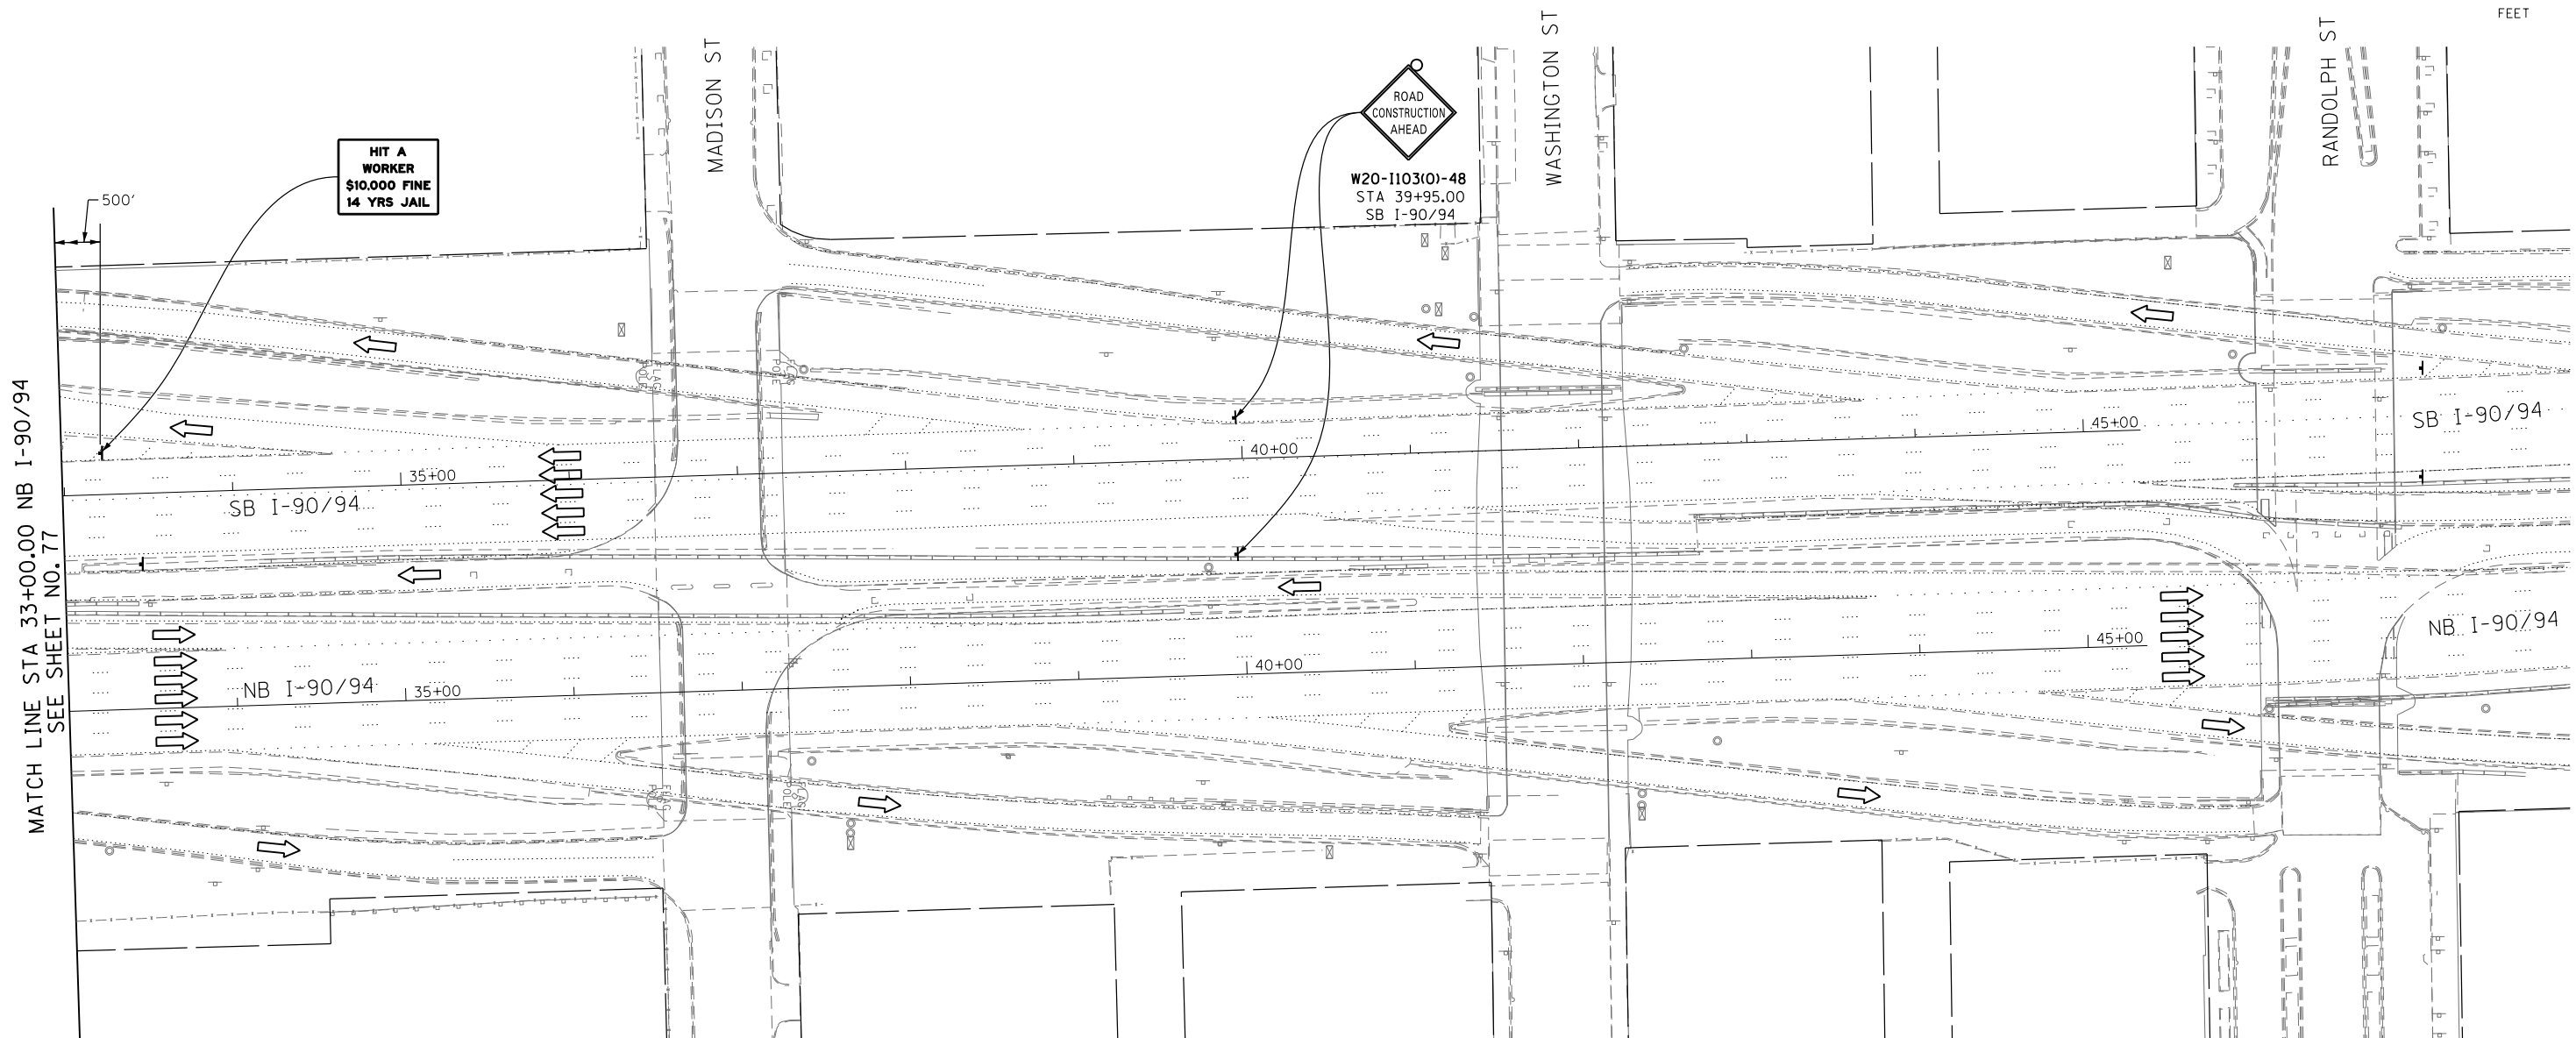 FEET
MADISON ST
WASHINGTON ST
RANDOLPH ST
ROAD
CONSTRUCTION
AHEAD
W20-I103(0)-48
STA 39+95.00
SB I-90/94
HIT A
WORKER
$10,000 FINE
14 YRS JAIL
500'
MATCH LINE STA 33+00.00 NB I-90/94
SEE SHEET NO. 77
SB I-90/94
45+00
40+00
35+00
SB I-90/94
NB I-90/94
45+00
40+00
35+00
NB I-90/94